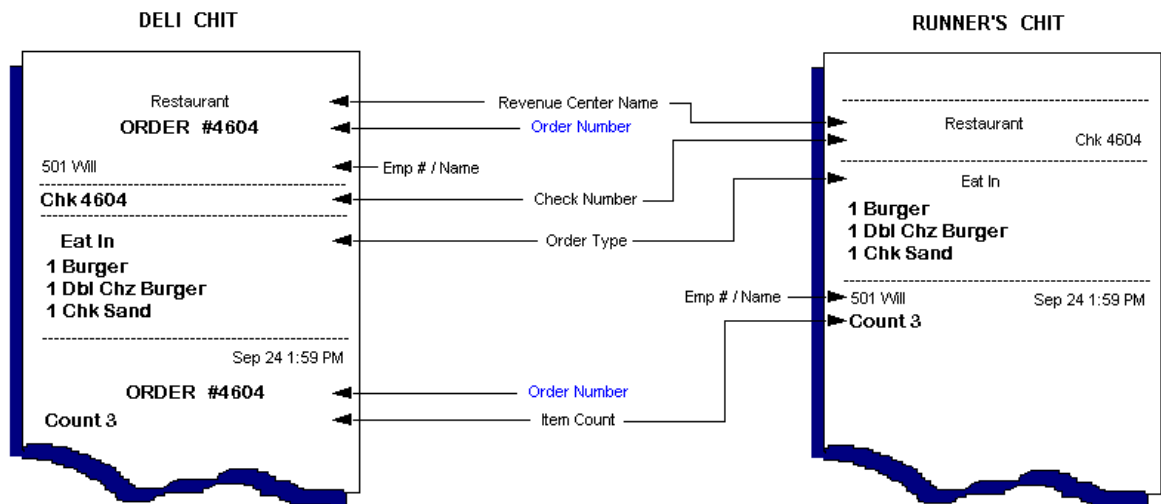 DELI CHIT
Restaurant
ORDER #4604
501 Will
Chk 4604
Eat In
1 Burger
1 Dbl Chz Burger
1 Chk Sand
Sep 24 1:59 PM
ORDER #4604
Count 3
Revenue Center Name
Order Number
Emp # / Name
Check Number
Order Type
Emp # / Name
Order Number
Item Count
RUNNER'S CHIT
Restaurant
Chk 4604
Eat In
1 Burger
1 Dbl Chz Burger
1 Chk Sand
501 Will Sep 24 1:59 PM
Count 3